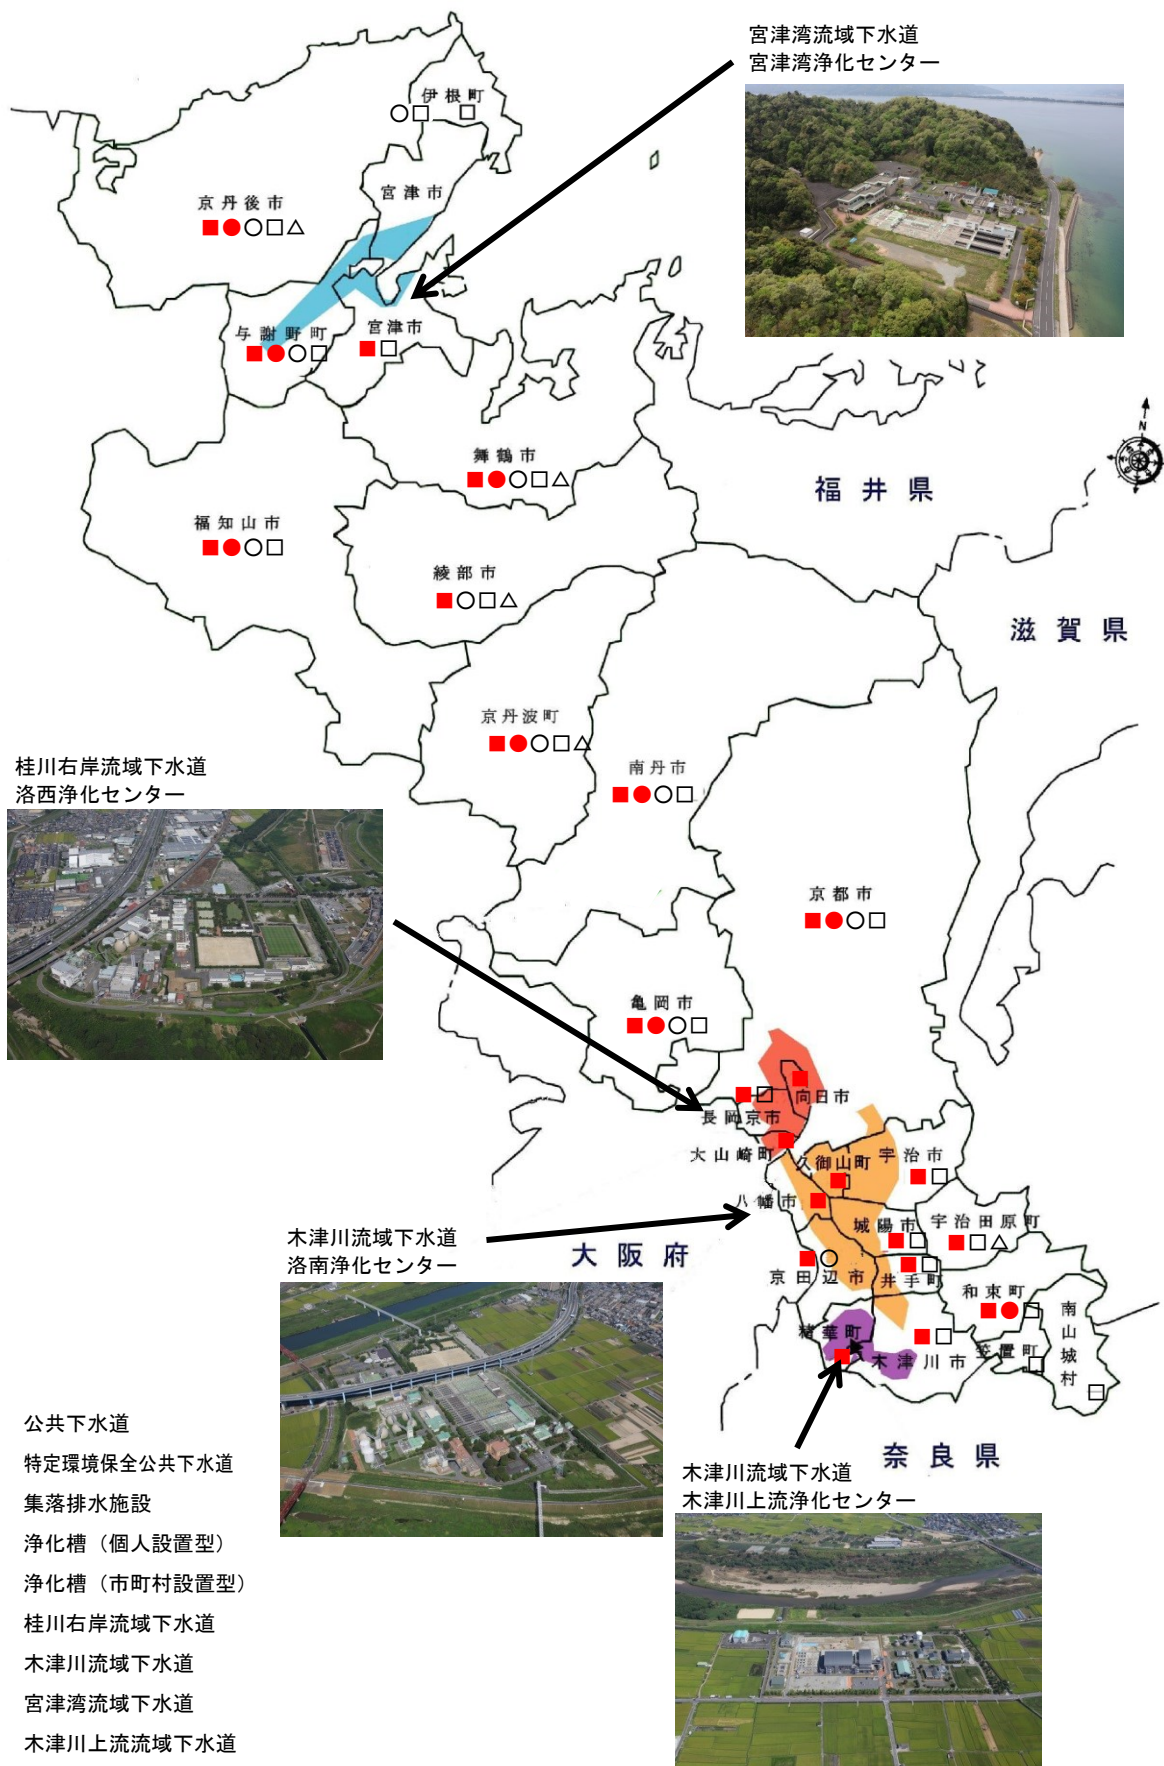 宮津湾流域下水道
宮津湾浄化センター
伊根町
宮津市
京丹後市
与謝野町
宮津市
舞鶴市
福井県
福知山市
綾部市
滋賀県
京丹波町
南丹市
桂川右岸流域下水道
洛西浄化センター
京都市
亀岡市
向日市
長岡京市
大山崎町
久御山町
宇治市
八幡市
城陽市
宇治田原町
木津川流域下水道
洛南浄化センター
大阪府
京田辺市
井手町
和束町
南山城村
精華町
木津川市
笠置町
奈良県
木津川流域下水道
木津川上流浄化センター
公共下水道
特定環境保全公共下水道
集落排水施設
浄化槽（個人設置型）
浄化槽（市町村設置型）
桂川右岸流域下水道
木津川流域下水道
宮津湾流域下水道
木津川上流流域下水道
N